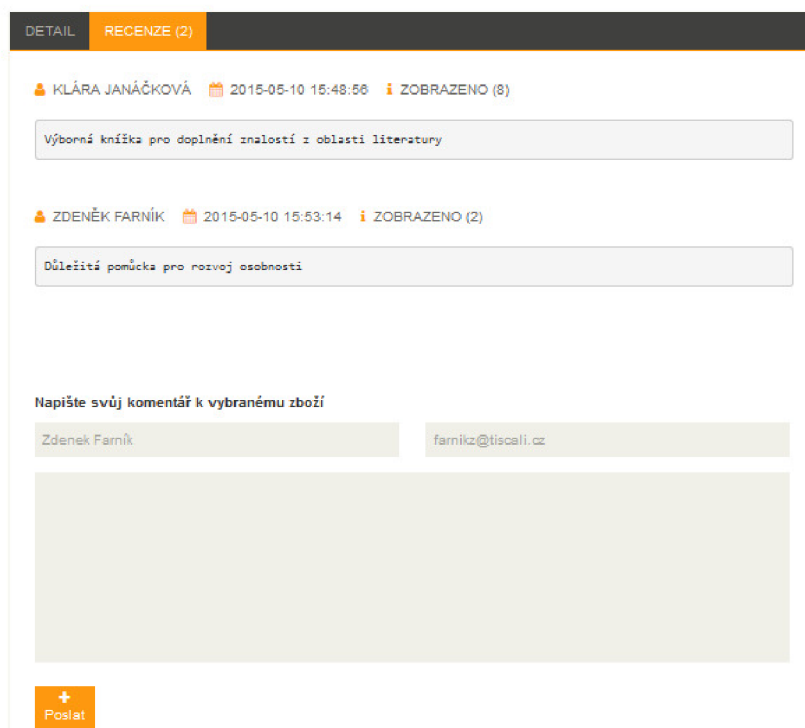 DETAIL RECENZE (2)
KLÁRA JANÁČKOVÁ 2015-05-10 15:48:56 ZOBRAZENO (8)
Výborná knížka pro doplnění znalostí z oblasti literatury
ZDENĚK FARNÍK 2015-05-10 15:53:14 ZOBRAZENO (2)
Důležitá pomůcka pro rozvoj osobnosti
Napište svůj komentář k vybranému zboží
Zdenek Farník farnikz@tiscali.cz
Poslat